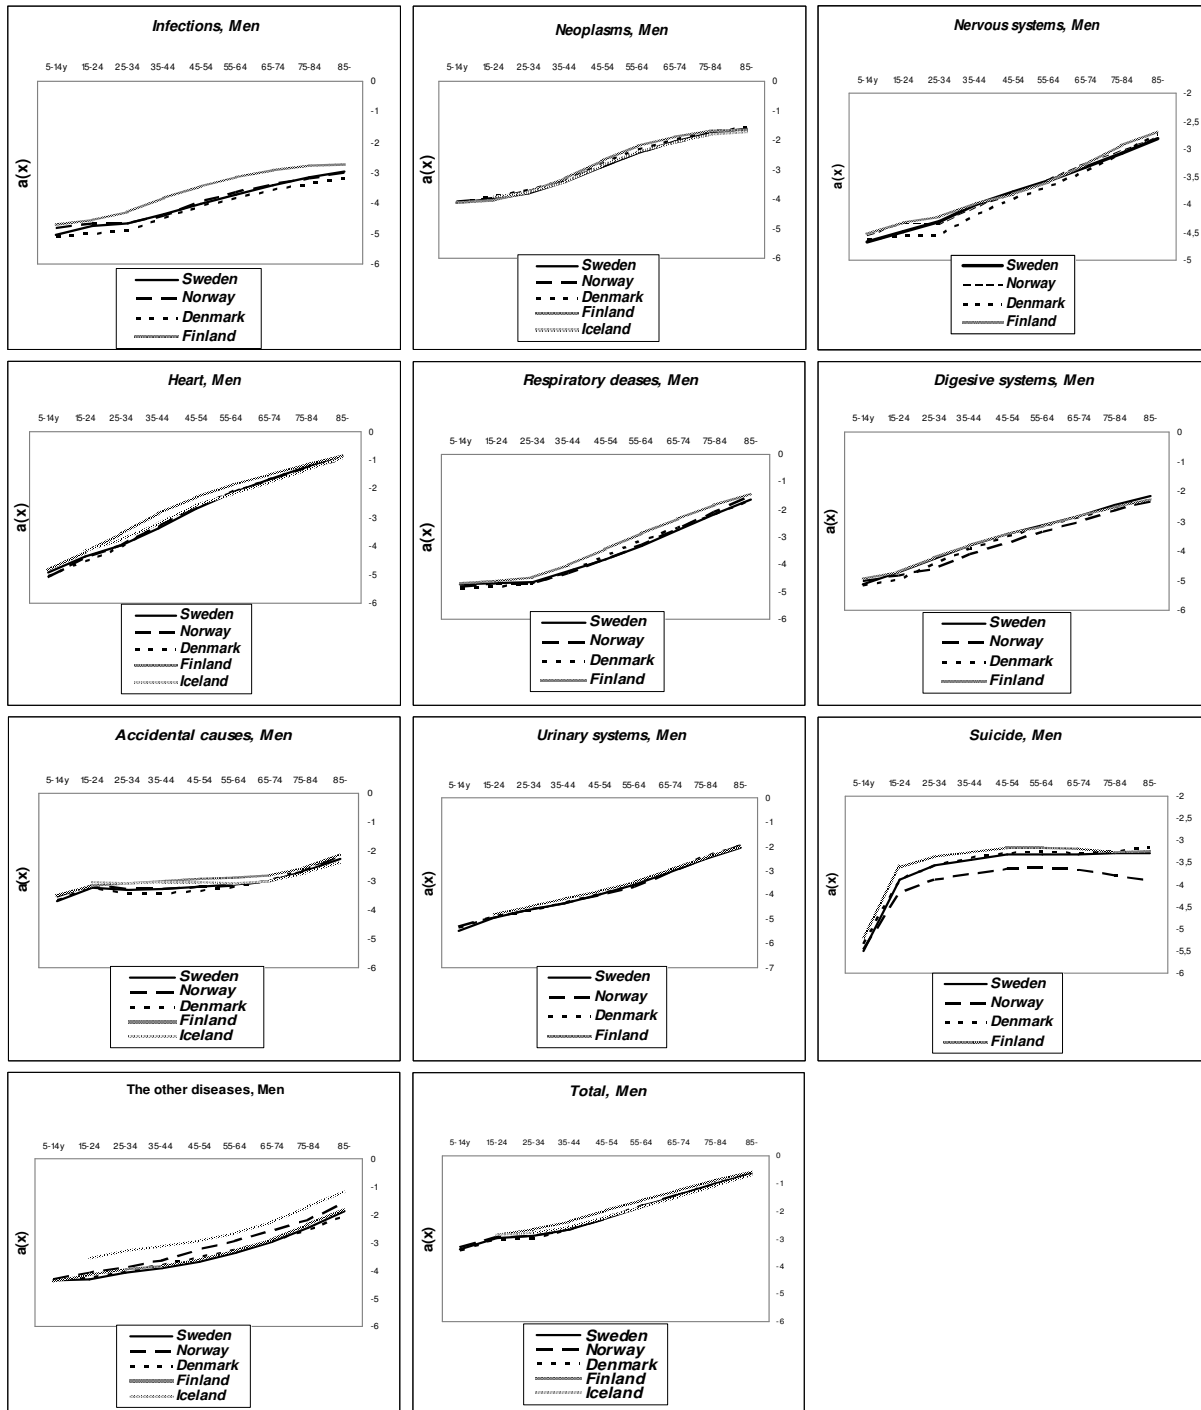 Infections, Men
5-14y 15-24 25-34 35-44 45-54 55-64 65-74 75-84 85-
0
-1
-2
-3
-4
-5
-6
a(x)
Sweden
Norway
Denmark
Finland
Neoplasms, Men
5-14y 15-24 25-34 35-44 45-54 55-64 65-74 75-84 85-
0
-1
-2
-3
-4
-5
-6
a(x)
Sweden
Norway
Denmark
Finland
Iceland
Nervous systems, Men
5-14y 15-24 25-34 35-44 45-54 55-64 65-74 75-84 85-
-2
-2,5
-3
-3,5
-4
-4,5
-5
a(x)
Sweden
Norway
Denmark
Finland
Heart, Men
5-14y 15-24 25-34 35-44 45-54 55-64 65-74 75-84 85-
0
-1
-2
-3
-4
-5
-6
a(x)
Sweden
Norway
Denmark
Finland
Iceland
Respiratory deases, Men
5-14y 15-24 25-34 35-44 45-54 55-64 65-74 75-84 85-
0
-1
-2
-3
-4
-5
-6
a(x)
Sweden
Norway
Denmark
Finland
Digesive systems, Men
5-14y 15-24 25-34 35-44 45-54 55-64 65-74 75-84 85-
0
-1
-2
-3
-4
-5
-6
a(x)
Sweden
Norway
Denmark
Finland
Accidental causes, Men
5-14y 15-24 25-34 35-44 45-54 55-64 65-74 75-84 85-
0
-1
-2
-3
-4
-5
-6
a(x)
Sweden
Norway
Denmark
Finland
Iceland
Urinary systems, Men
5-14y 15-24 25-34 35-44 45-54 55-64 65-74 75-84 85-
0
-1
-2
-3
-4
-5
-6
-7
a(x)
Sweden
Norway
Denmark
Finland
Suicide, Men
5-14y 15-24 25-34 35-44 45-54 55-64 65-74 75-84 85-
-2
-2,5
-3
-3,5
-4
-4,5
-5
-5,5
-6
a(x)
Sweden
Norway
Denmark
Finland
The other diseases, Men
5-14y 15-24 25-34 35-44 45-54 55-64 65-74 75-84 85-
0
-1
-2
-3
-4
-5
-6
a(x)
Sweden
Norway
Denmark
Finland
Iceland
Total, Men
5-14y 15-24 25-34 35-44 45-54 55-64 65-74 75-84 85-
0
-1
-2
-3
-4
-5
-6
a(x)
Sweden
Norway
Denmark
Finland
Iceland